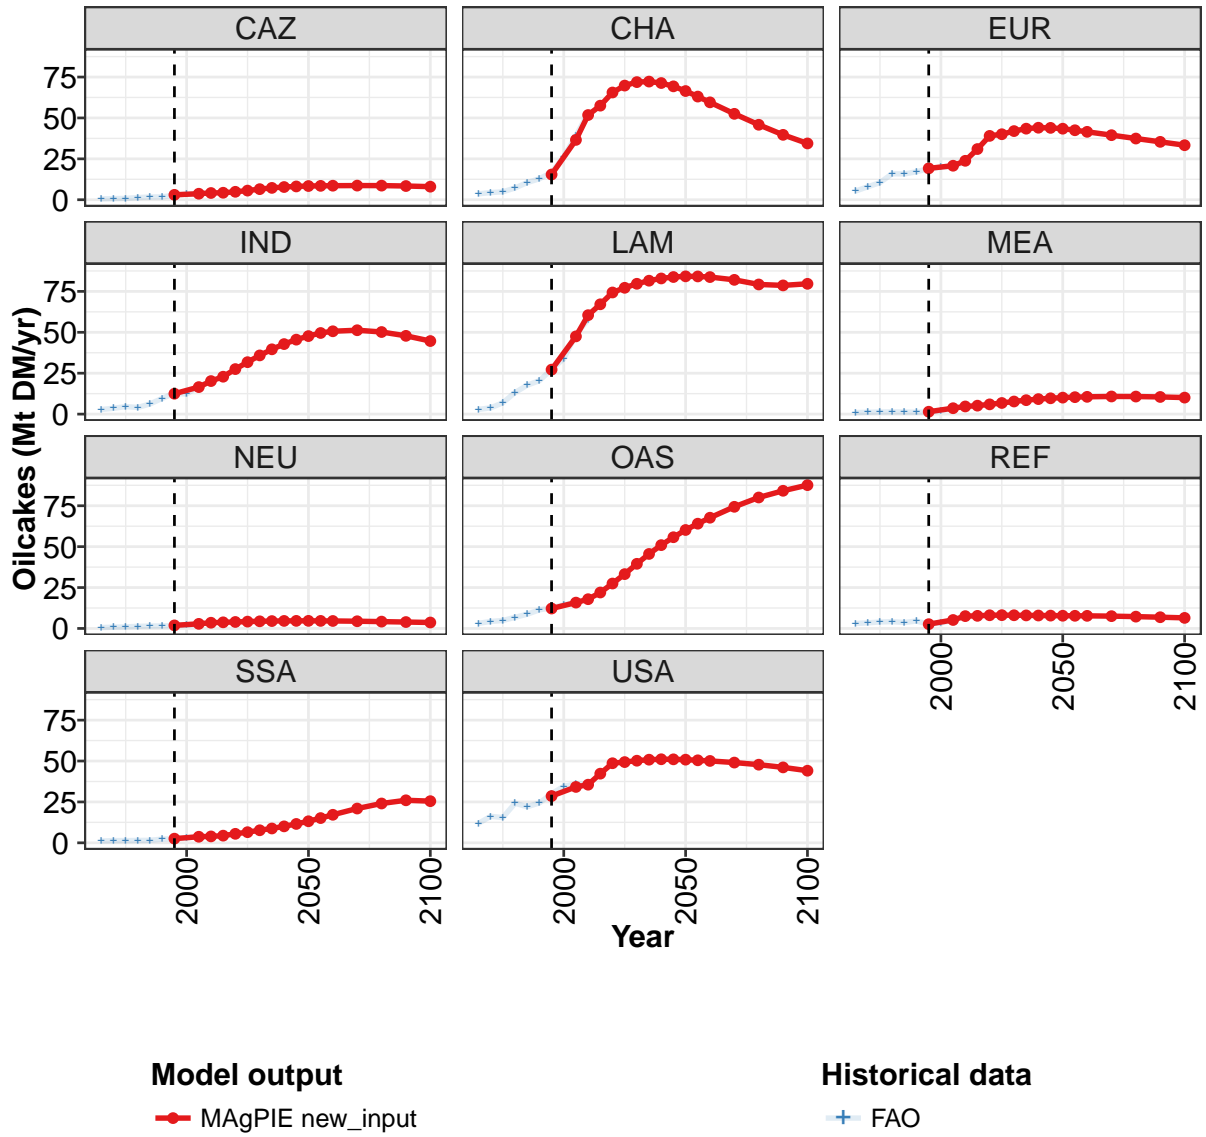 CAZ CHA EUR
75
50
25
0
IND LAM MEA
75
50
25
0
NEU OAS REF
75
50
25
0
2000 2050 2100
SSA USA
75
50
25
0
2000 2050 2100 2000 2050 2100
Oilcakes (Mt DM/yr)
Year
Model output Historical data
MAgPIE new_input FAO